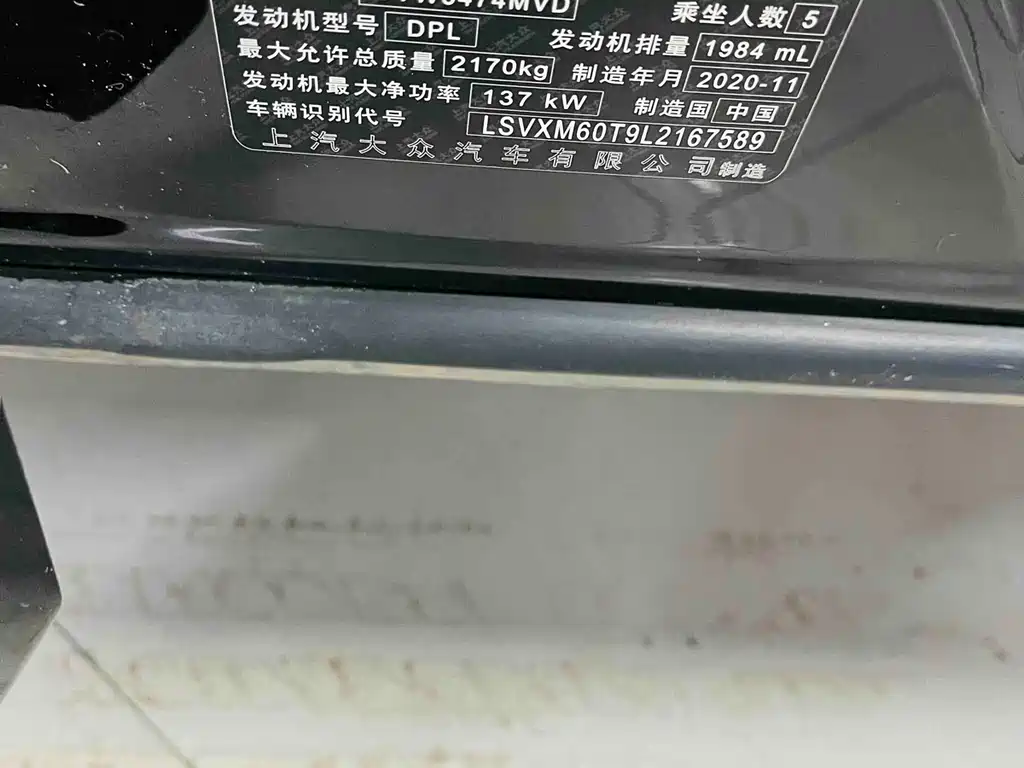 W6474MVD 乘坐人数 5
发动机型号 DPL 发动机排量 1984 mL
最大允许总质量 2170kg 制造年月 2020-11
发动机最大净功率 137 kW 制造国 中国
车辆识别代号 LSVXM60T9L2167589
上汽大众汽车有限公司制造